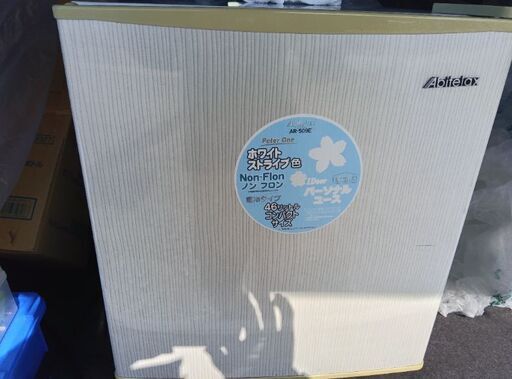 Abitelax
Abitelax
AR-509E
Poler One
ホワイト
ストライプ色
Non-Flon
ノン フロン
1Door
パーソナル
ユース
46リットル
コンパクト
サイズ